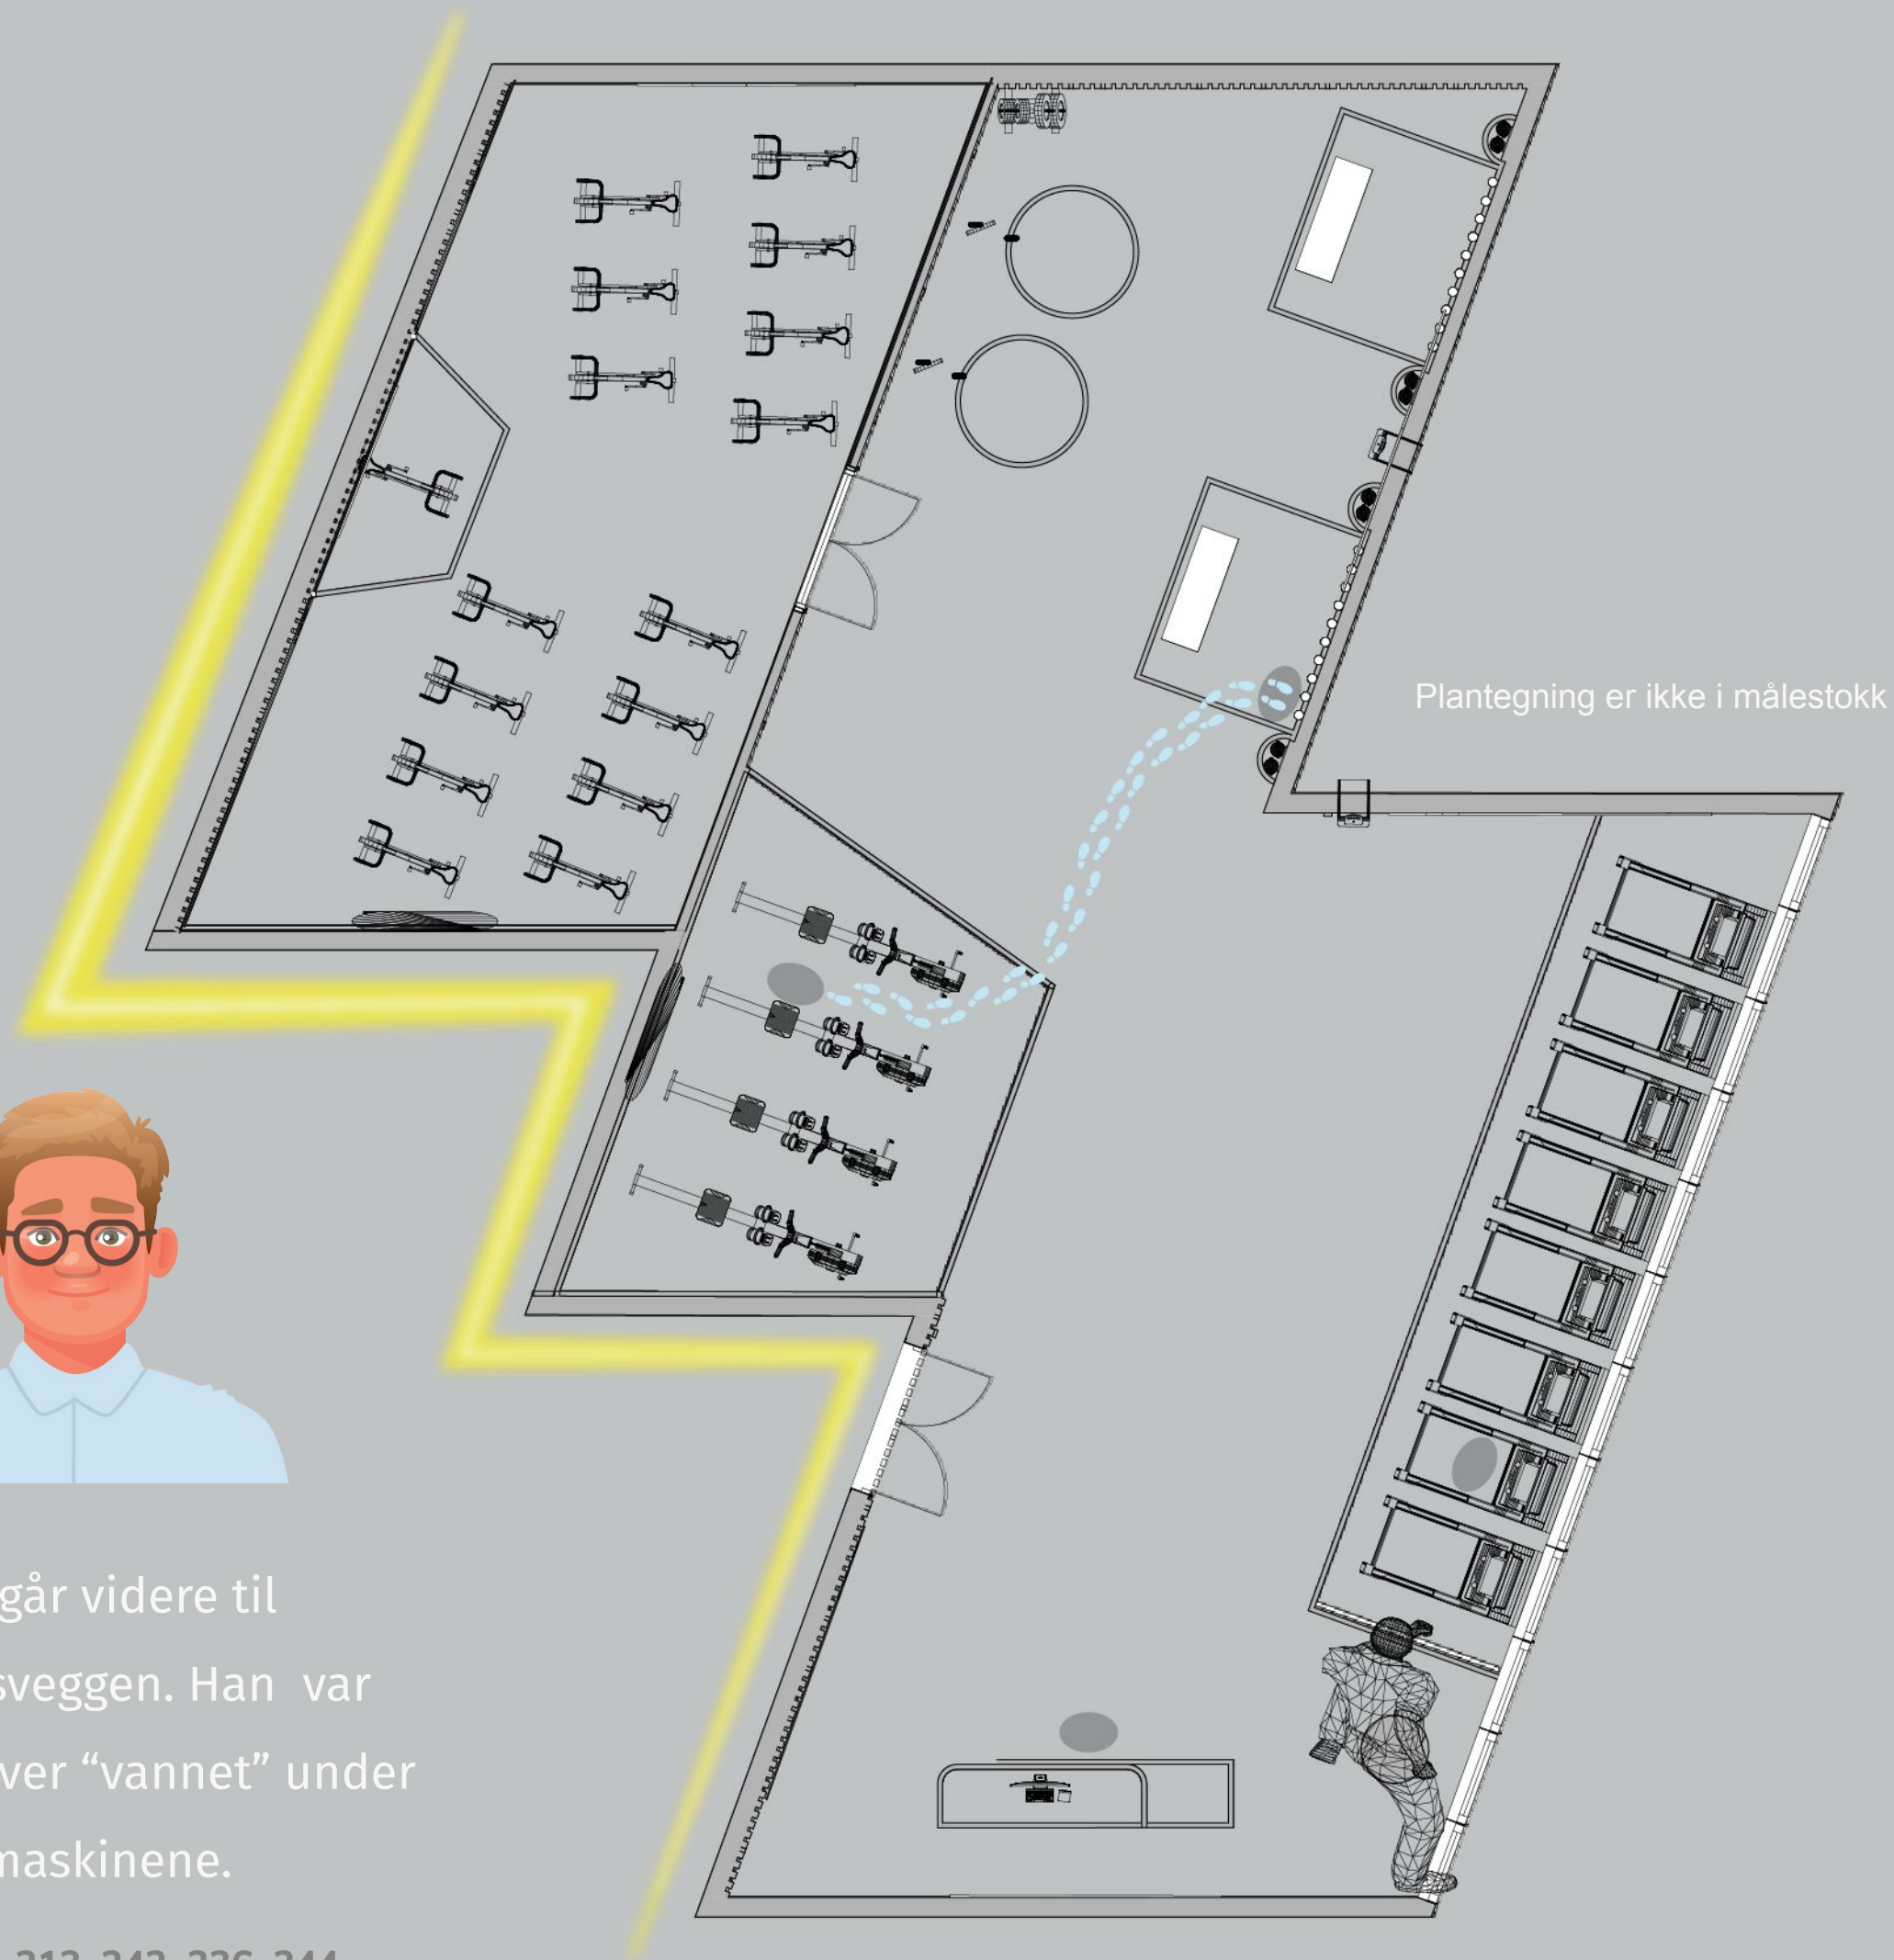 Plantegning er ikke i målestokk
går videre til
sveggen. Han var
ver “vannet” under
maskinene.